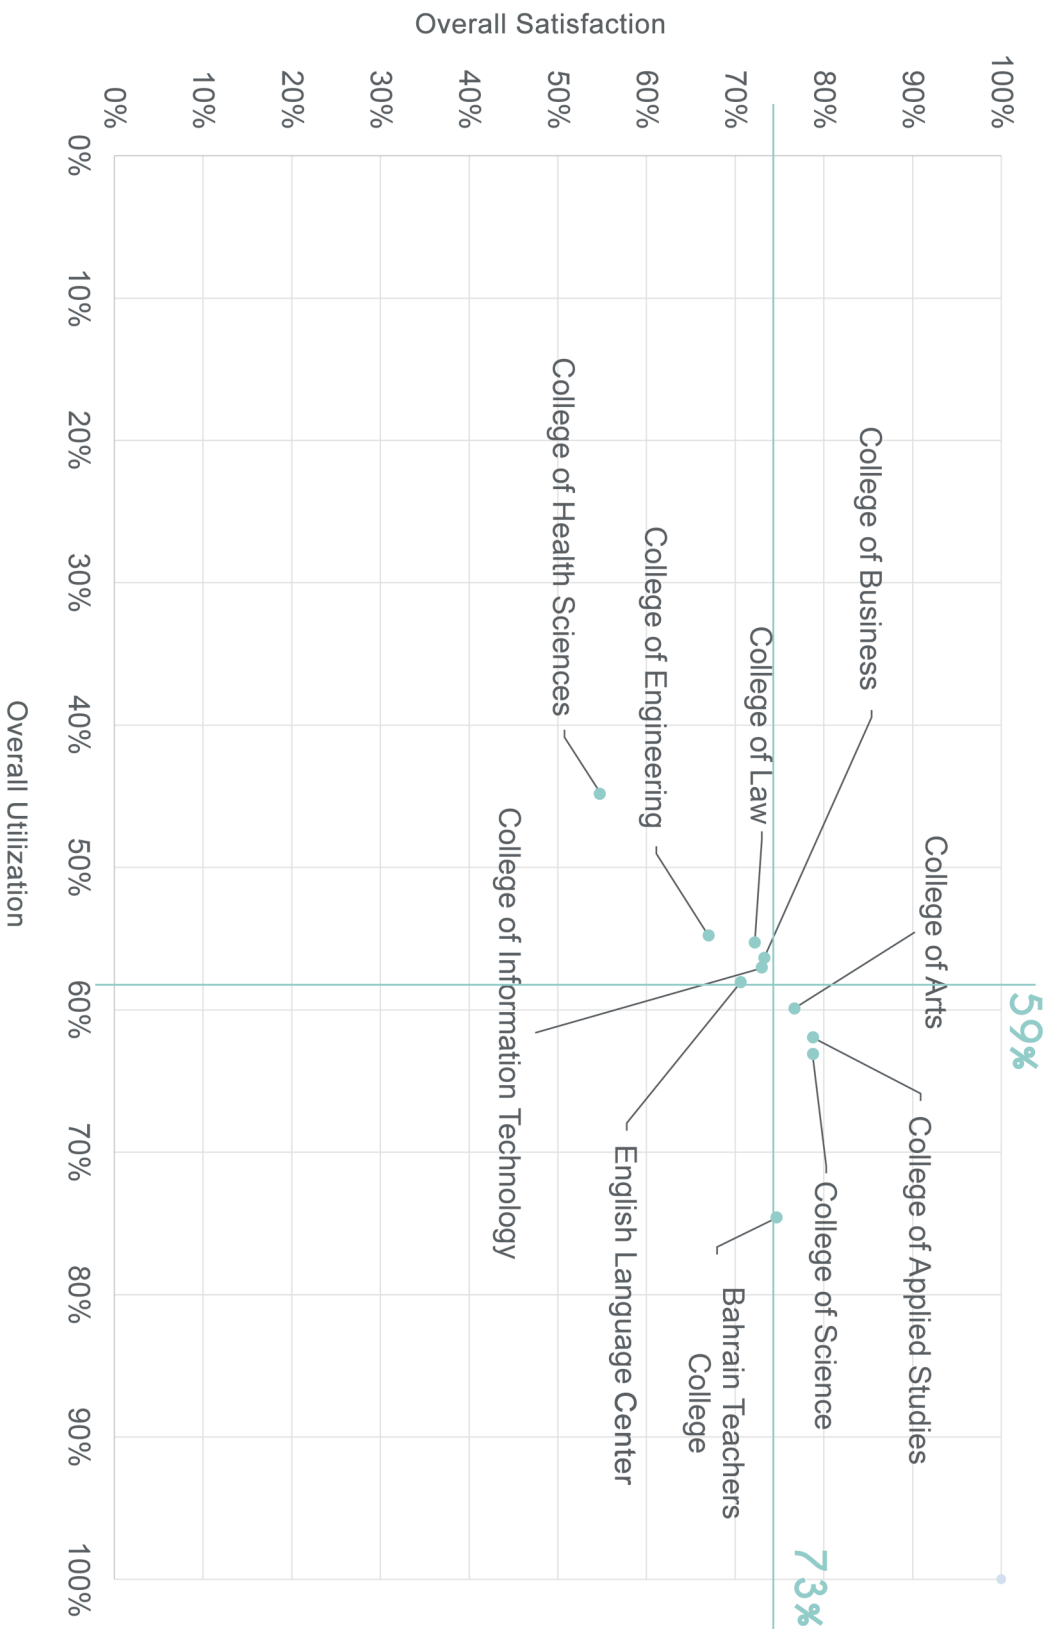 Overall Satisfaction
100%
90%
80%
70%
60%
50%
40%
30%
20%
10%
0%
0%
10%
20%
30%
40%
50%
60%
70%
80%
90%
100%
Overall Utilization
59%
73%
College of Business
College of Arts
College of Applied Studies
College of Science
College of Law
Bahrain Teachers
College
College of Engineering
English Language Center
College of Health Sciences
College of Information Technology